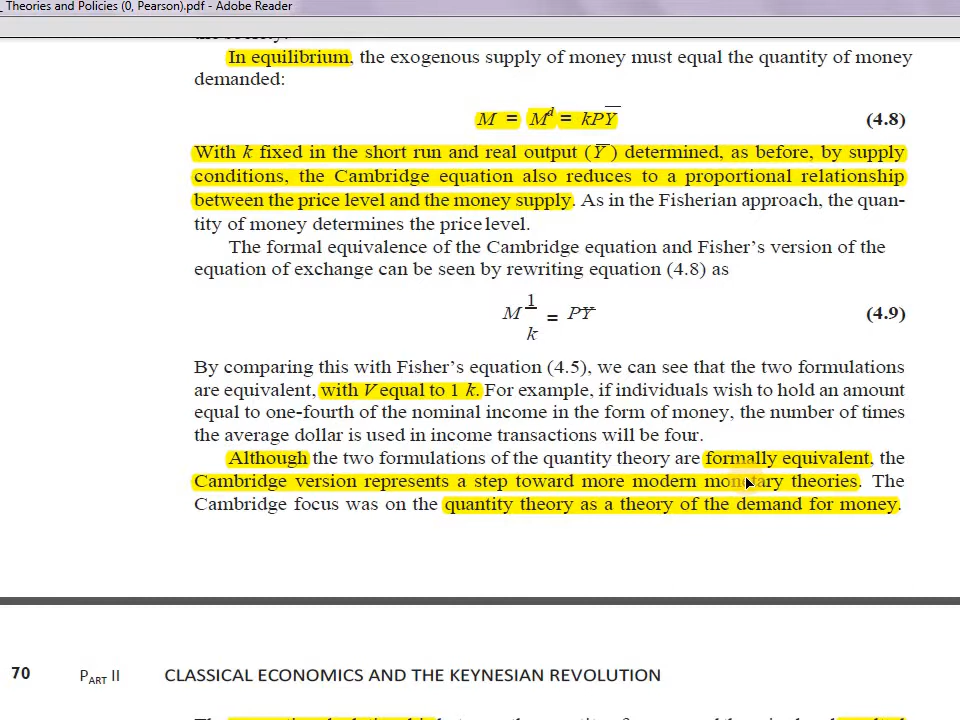 _ Theories and Policies (0, Pearson).pdf - Adobe Reader
the society.
In equilibrium, the exogenous supply of money must equal the quantity of money
demanded:
M = Mᵈ = kPY̅ (4.8)
With k fixed in the short run and real output (Y̅) determined, as before, by supply
conditions, the Cambridge equation also reduces to a proportional relationship
between the price level and the money supply. As in the Fisherian approach, the quan-
tity of money determines the price level.
The formal equivalence of the Cambridge equation and Fisher's version of the
equation of exchange can be seen by rewriting equation (4.8) as
M 1/k = PY̅ (4.9)
By comparing this with Fisher's equation (4.5), we can see that the two formulations
are equivalent, with V equal to 1 k. For example, if individuals wish to hold an amount
equal to one-fourth of the nominal income in the form of money, the number of times
the average dollar is used in income transactions will be four.
Although the two formulations of the quantity theory are formally equivalent, the
Cambridge version represents a step toward more modern monetary theories. The
Cambridge focus was on the quantity theory as a theory of the demand for money.
70 PART II CLASSICAL ECONOMICS AND THE KEYNESIAN REVOLUTION